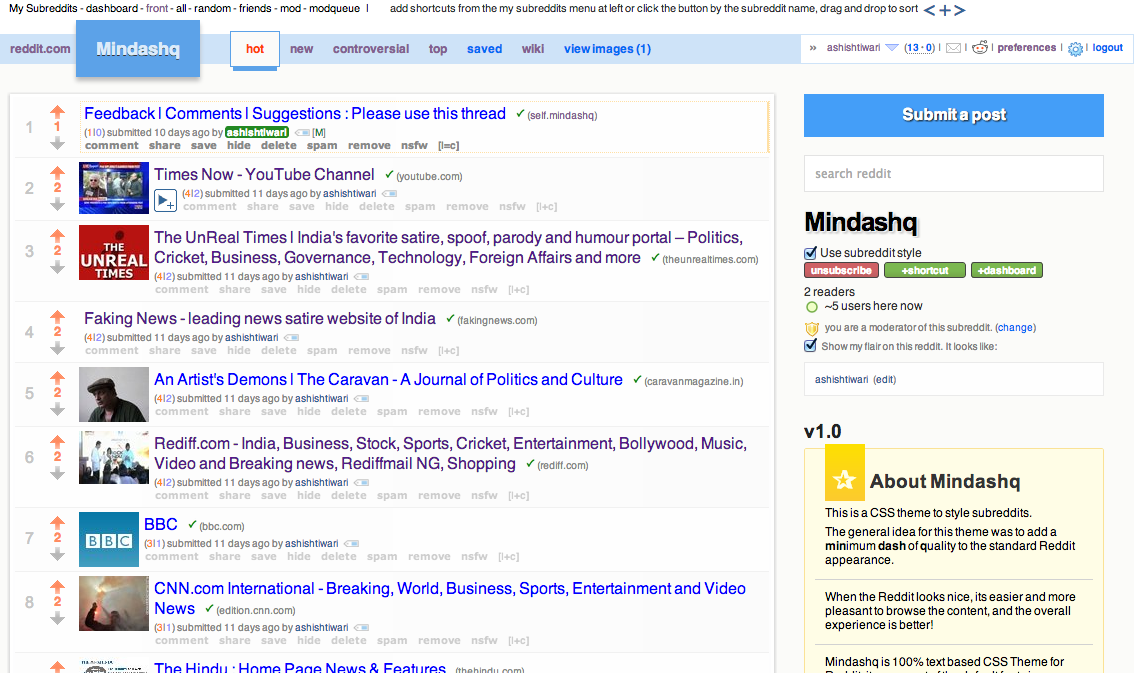 My Subreddits - dashboard - front - all - random - friends - mod - modqueue | add shortcuts from the my subreddits menu at left or click the button by the subreddit name, drag and drop to sort <+>
reddit.com Mindashq hot new controversial top saved wiki view images (1) » ashishtiwari (13 · 0) | | | preferences | | logout
1
1
Feedback | Comments | Suggestions : Please use this thread ✓ (self.mindashq)
(1|0) submitted 10 days ago by ashishtiwari [M]
comment share save hide delete spam remove nsfw [l=c]
2
2
Times Now - YouTube Channel ✓ (youtube.com)
(4|2) submitted 11 days ago by ashishtiwari
comment share save hide delete spam remove nsfw [l+c]
3
2
THE
UNREAL
TIMES
The UnReal Times | India's favorite satire, spoof, parody and humour portal – Politics,
Cricket, Business, Governance, Technology, Foreign Affairs and more ✓ (theunrealtimes.com)
(4|2) submitted 11 days ago by ashishtiwari
comment share save hide delete spam remove nsfw [l+c]
4
2
Faking News - leading news satire website of India ✓ (fakingnews.com)
(4|2) submitted 11 days ago by ashishtiwari
comment share save hide delete spam remove nsfw [l+c]
5
2
An Artist's Demons | The Caravan - A Journal of Politics and Culture ✓ (caravanmagazine.in)
(4|2) submitted 11 days ago by ashishtiwari
comment share save hide delete spam remove nsfw [l+c]
6
2
Rediff.com - India, Business, Stock, Sports, Cricket, Entertainment, Bollywood, Music,
Video and Breaking news, Rediffmail NG, Shopping ✓ (rediff.com)
(4|2) submitted 11 days ago by ashishtiwari
comment share save hide delete spam remove nsfw [l+c]
7
2
BBC
BBC ✓ (bbc.com)
(3|1) submitted 11 days ago by ashishtiwari
comment share save hide delete spam remove nsfw [l+c]
8
2
CNN.com International - Breaking, World, Business, Sports, Entertainment and Video
News ✓ (edition.cnn.com)
(3|1) submitted 11 days ago by ashishtiwari
comment share save hide delete spam remove nsfw [l+c]
The Hindu : Home Page News & Features (thehindu.com)
Submit a post
search reddit
Mindashq
Use subreddit style
unsubscribe +shortcut +dashboard
2 readers
~5 users here now
you are a moderator of this subreddit. (change)
Show my flair on this reddit. It looks like:
ashishtiwari (edit)
v1.0
About Mindashq
This is a CSS theme to style subreddits.
The general idea for this theme was to add a
minimum dash of quality to the standard Reddit
appearance.
When the Reddit looks nice, its easier and more
pleasant to browse the content, and the overall
experience is better!
Mindashq is 100% text based CSS Theme for